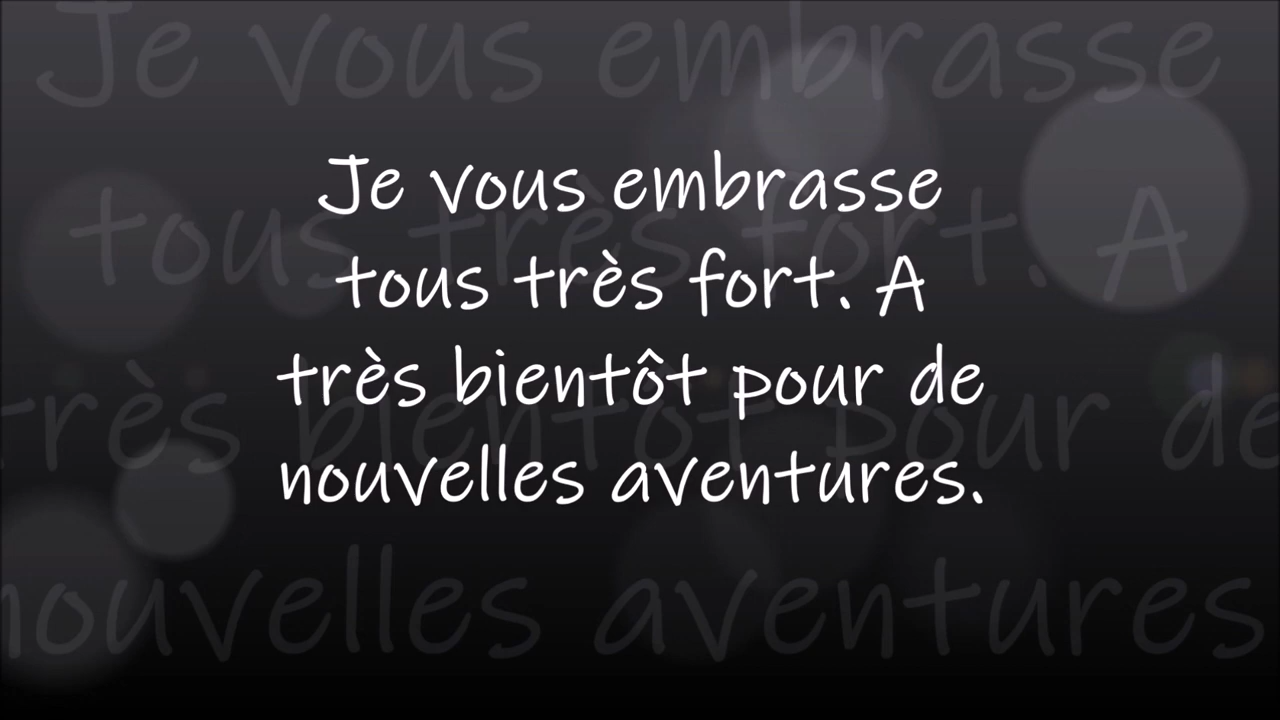 Je vous embrasse
tous très fort. A
très bientôt pour de
nouvelles aventures.